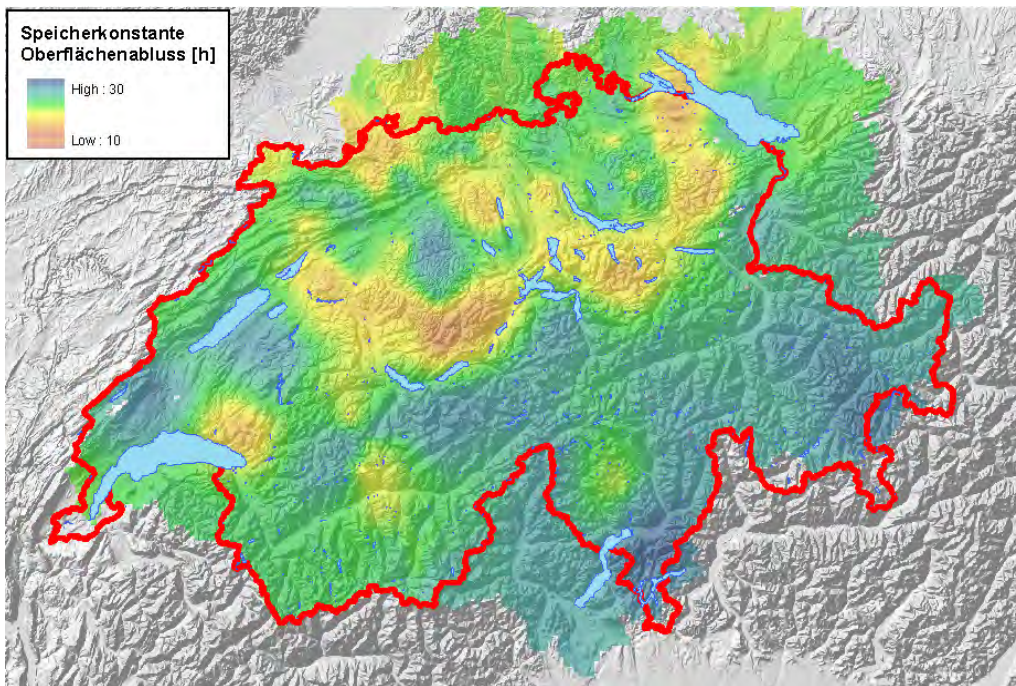 Speicherkonstante
Oberflächenabluss [h]
High : 30
Low : 10